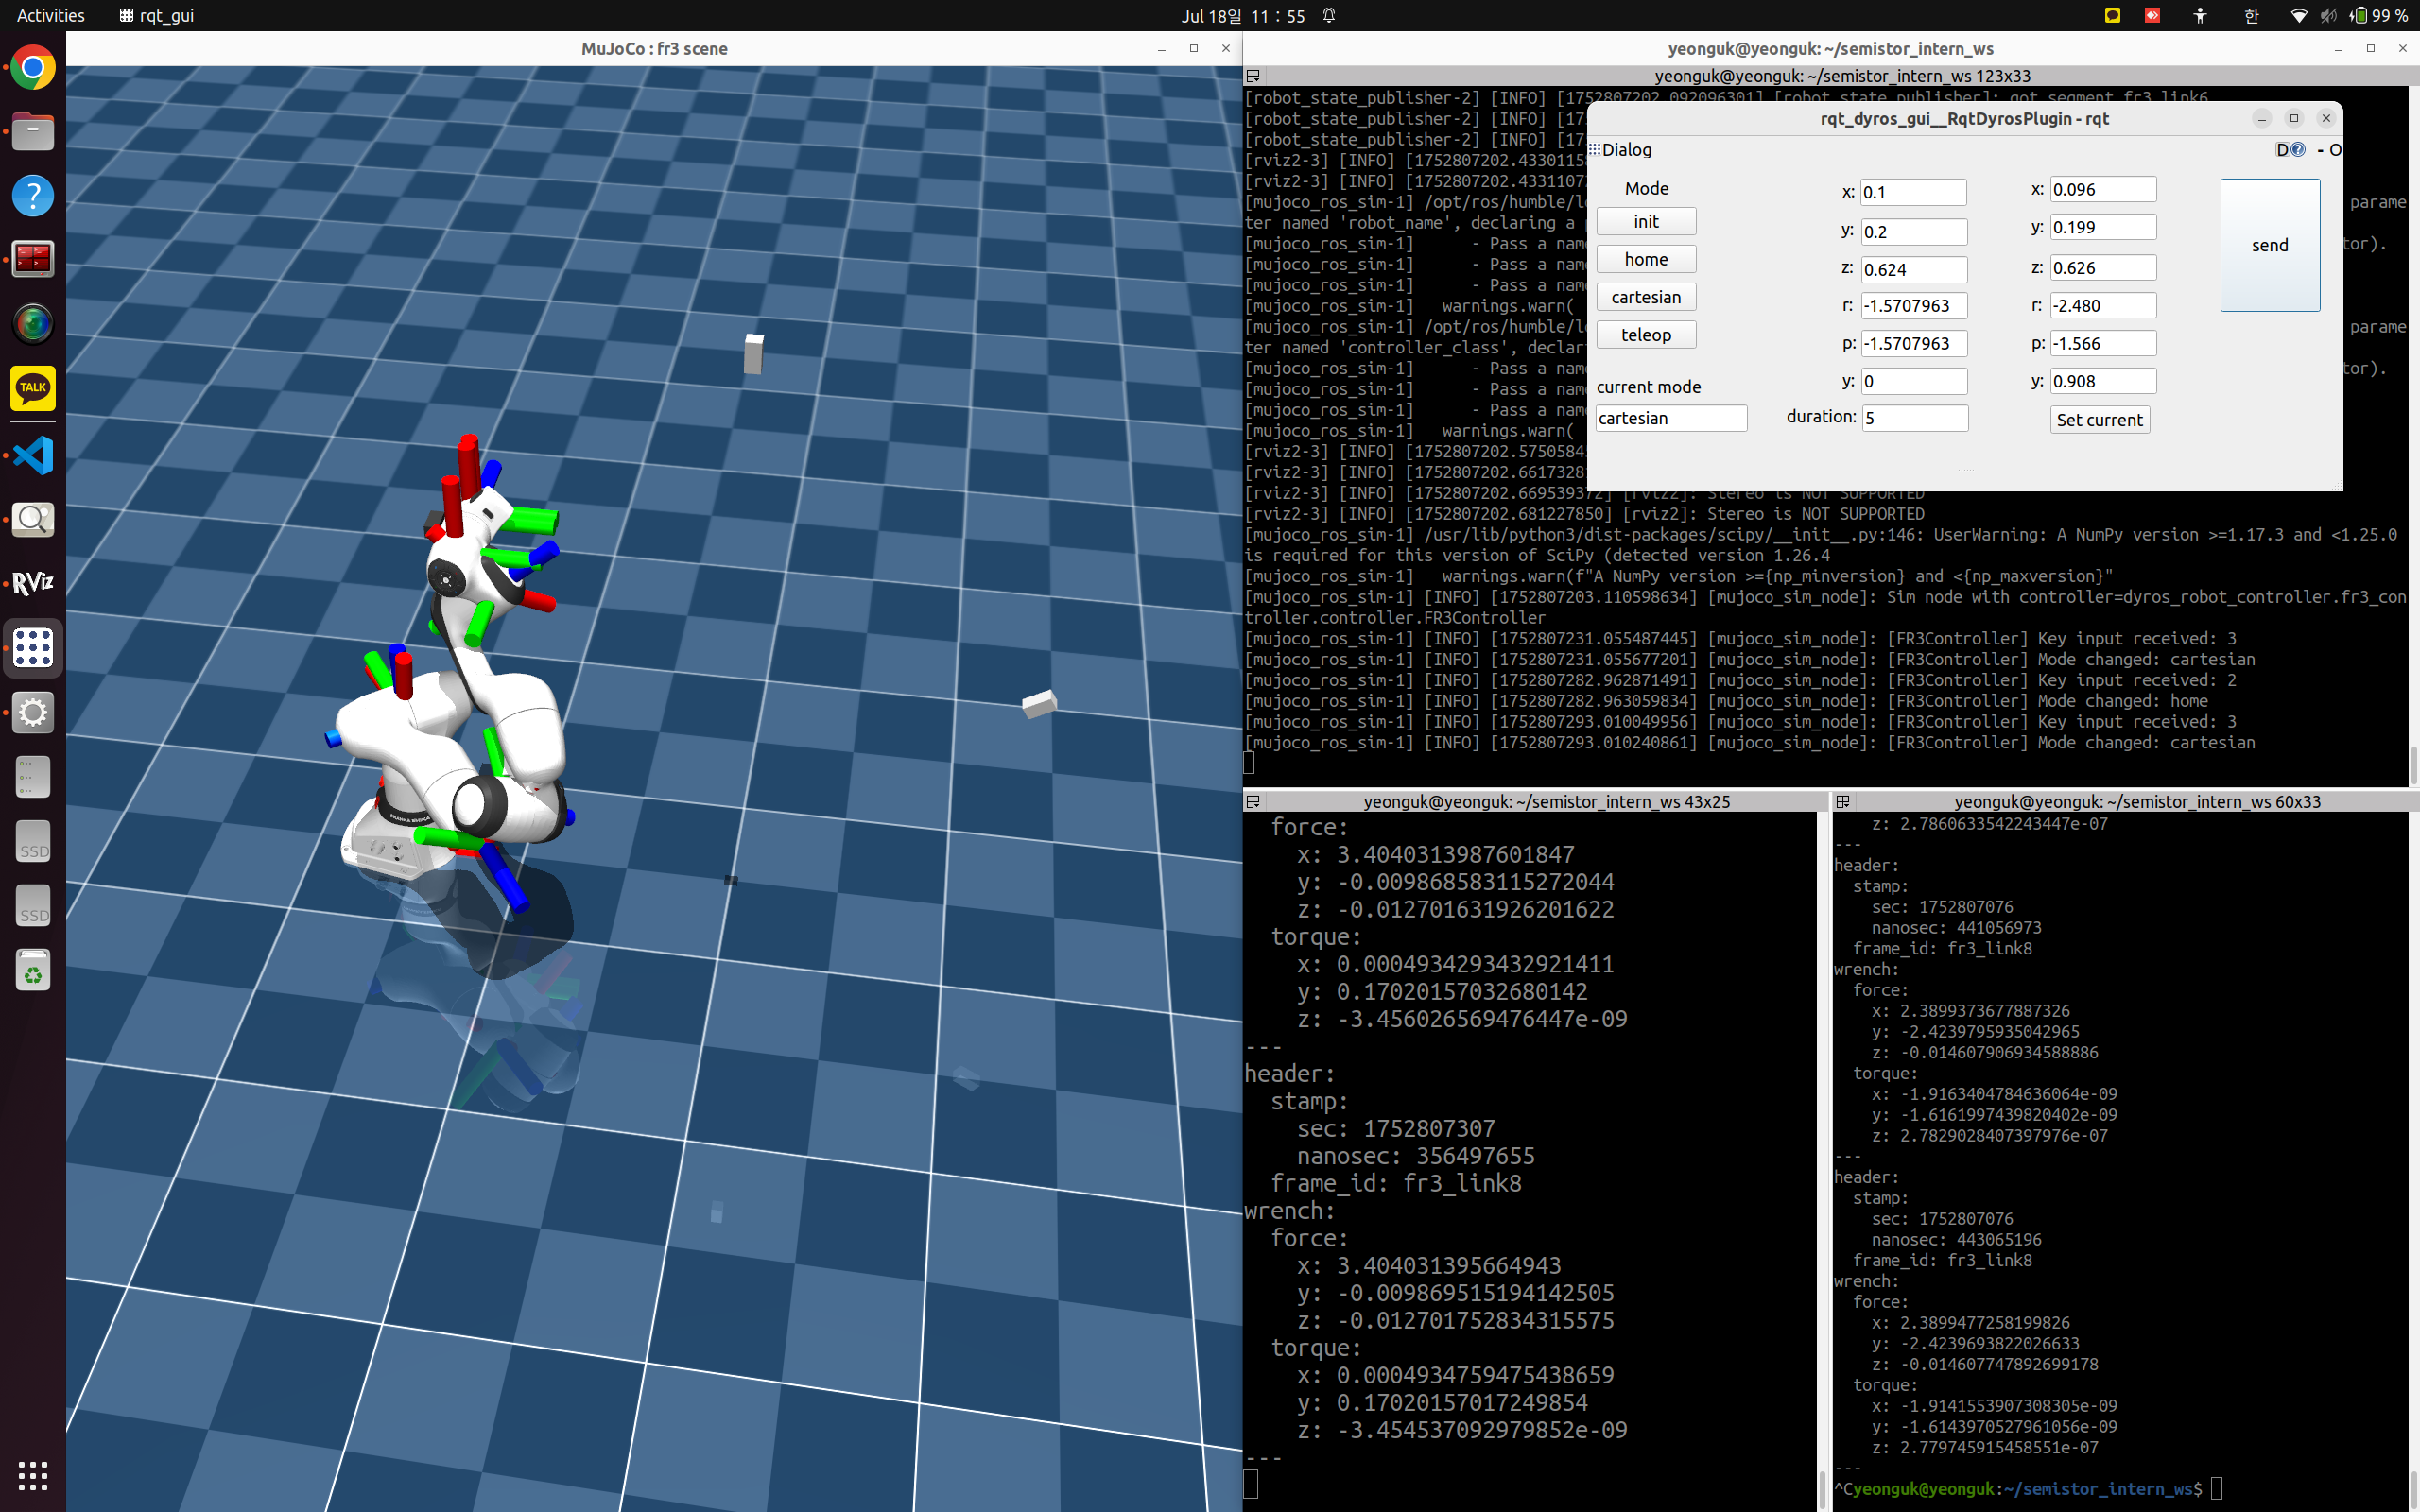 Activities
rqt_gui
Jul 18일 11 : 55
한
99 %
MuJoCo : fr3 scene
yeonguk@yeonguk: ~/semistor_intern_ws
yeonguk@yeonguk: ~/semistor_intern_ws 123x33
[robot_state_publisher-2] [INFO] [1752807202.092096301] [robot_state_publisher]: got segment fr3_link6
[robot_state_publisher-2] [INFO] [17
[robot_state_publisher-2] [INFO] [17
[rviz2-3] [INFO] [1752807202.4330115
[rviz2-3] [INFO] [1752807202.4331107
[mujoco_ros_sim-1] /opt/ros/humble/l
parame
ter named 'robot_name', declaring a
[mujoco_ros_sim-1] - Pass a nam
tor).
[mujoco_ros_sim-1] - Pass a nam
[mujoco_ros_sim-1] - Pass a nam
[mujoco_ros_sim-1] warnings.warn(
[mujoco_ros_sim-1] /opt/ros/humble/l
parame
ter named 'controller_class', declar
[mujoco_ros_sim-1] - Pass a nam
tor).
[mujoco_ros_sim-1] - Pass a nam
[mujoco_ros_sim-1] - Pass a nam
[mujoco_ros_sim-1] warnings.warn(
[rviz2-3] [INFO] [1752807202.5750584
[rviz2-3] [INFO] [1752807202.6617328
[rviz2-3] [INFO] [1752807202.669539372] [rviz2]: Stereo is NOT SUPPORTED
[rviz2-3] [INFO] [1752807202.681227850] [rviz2]: Stereo is NOT SUPPORTED
[mujoco_ros_sim-1] /usr/lib/python3/dist-packages/scipy/__init__.py:146: UserWarning: A NumPy version >=1.17.3 and <1.25.0
is required for this version of SciPy (detected version 1.26.4
[mujoco_ros_sim-1] warnings.warn(f"A NumPy version >={np_minversion} and <{np_maxversion}"
[mujoco_ros_sim-1] [INFO] [1752807203.110598634] [mujoco_sim_node]: Sim node with controller=dyros_robot_controller.fr3_con
troller.controller.FR3Controller
[mujoco_ros_sim-1] [INFO] [1752807231.055487445] [mujoco_sim_node]: [FR3Controller] Key input received: 3
[mujoco_ros_sim-1] [INFO] [1752807231.055677201] [mujoco_sim_node]: [FR3Controller] Mode changed: cartesian
[mujoco_ros_sim-1] [INFO] [1752807282.962871491] [mujoco_sim_node]: [FR3Controller] Key input received: 2
[mujoco_ros_sim-1] [INFO] [1752807282.963059834] [mujoco_sim_node]: [FR3Controller] Mode changed: home
[mujoco_ros_sim-1] [INFO] [1752807293.010049956] [mujoco_sim_node]: [FR3Controller] Key input received: 3
[mujoco_ros_sim-1] [INFO] [1752807293.010240861] [mujoco_sim_node]: [FR3Controller] Mode changed: cartesian
rqt_dyros_gui__RqtDyrosPlugin - rqt
Dialog
D - O
Mode
init
home
cartesian
teleop
current mode
cartesian
x: 0.1
y: 0.2
z: 0.624
r: -1.5707963
p: -1.5707963
y: 0
duration: 5
x: 0.096
y: 0.199
z: 0.626
r: -2.480
p: -1.566
y: 0.908
Set current
send
yeonguk@yeonguk: ~/semistor_intern_ws 43x25
force:
x: 3.4040313987601847
y: -0.009868583115272044
z: -0.012701631926201622
torque:
x: 0.0004934293432921411
y: 0.17020157032680142
z: -3.456026569476447e-09
---
header:
stamp:
sec: 1752807307
nanosec: 356497655
frame_id: fr3_link8
wrench:
force:
x: 3.404031395664943
y: -0.009869515194142505
z: -0.012701752834315575
torque:
x: 0.0004934759475438659
y: 0.17020157017249854
z: -3.454537092979852e-09
---
yeonguk@yeonguk: ~/semistor_intern_ws 60x33
z: 2.7860633542243447e-07
---
header:
stamp:
sec: 1752807076
nanosec: 441056973
frame_id: fr3_link8
wrench:
force:
x: 2.3899373677887326
y: -2.4239795935042965
z: -0.014607906934588886
torque:
x: -1.9163404784636064e-09
y: -1.6161997439820402e-09
z: 2.7829028407397976e-07
---
header:
stamp:
sec: 1752807076
nanosec: 443065196
frame_id: fr3_link8
wrench:
force:
x: 2.3899477258199826
y: -2.4239693822026633
z: -0.014607747892699178
torque:
x: -1.9141553907308305e-09
y: -1.6143970527961056e-09
z: 2.779745915458551e-07
---
^Cyeonguk@yeonguk:~/semistor_intern_ws$
TALK
RViz
SSD
SSD